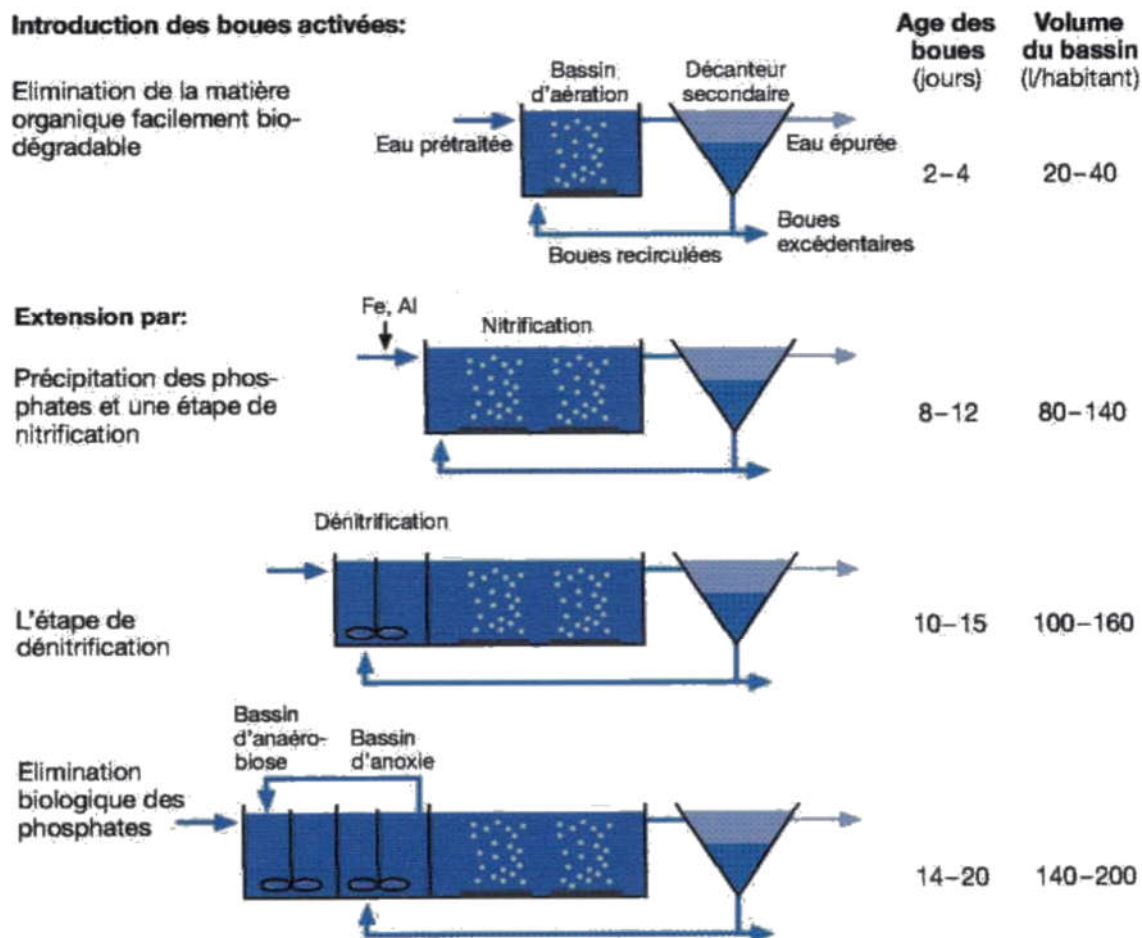 Introduction des boues activées:
Age des
boues
(jours)
Volume
du bassin
(l/habitant)
Elimination de la matière
organique facilement bio-
dégradable
Bassin
d'aération
Décanteur
secondaire
Eau prétraitée
Eau épurée
2–4
20–40
Boues
excédentaires
Boues recirculées
Extension par:
Fe, Al
Nitrification
Précipitation des phos-
phates et une étape de
nitrification
8–12
80–140
Dénitrification
L'étape de
dénitrification
10–15
100–160
Bassin
d'anaéro-
biose
Bassin
d'anoxie
Elimination
biologique des
phosphates
14–20
140–200